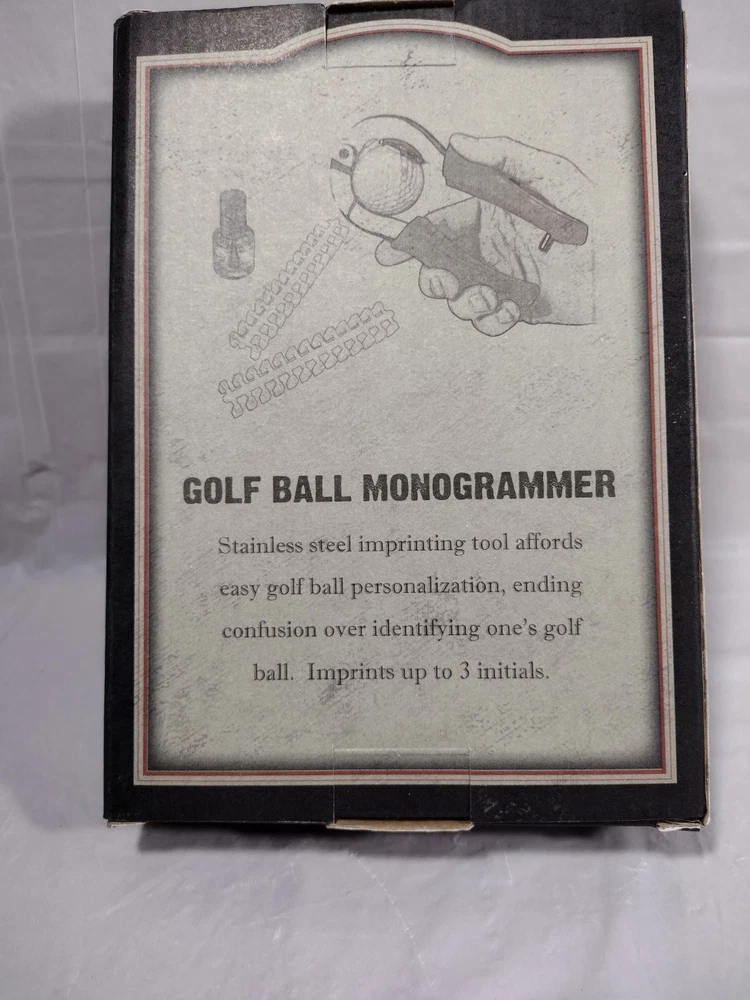 GOLF BALL MONOGRAMMER
Stainless steel imprinting tool affords
easy golf ball personalization, ending
confusion over identifying one's golf
ball. Imprints up to 3 initials.